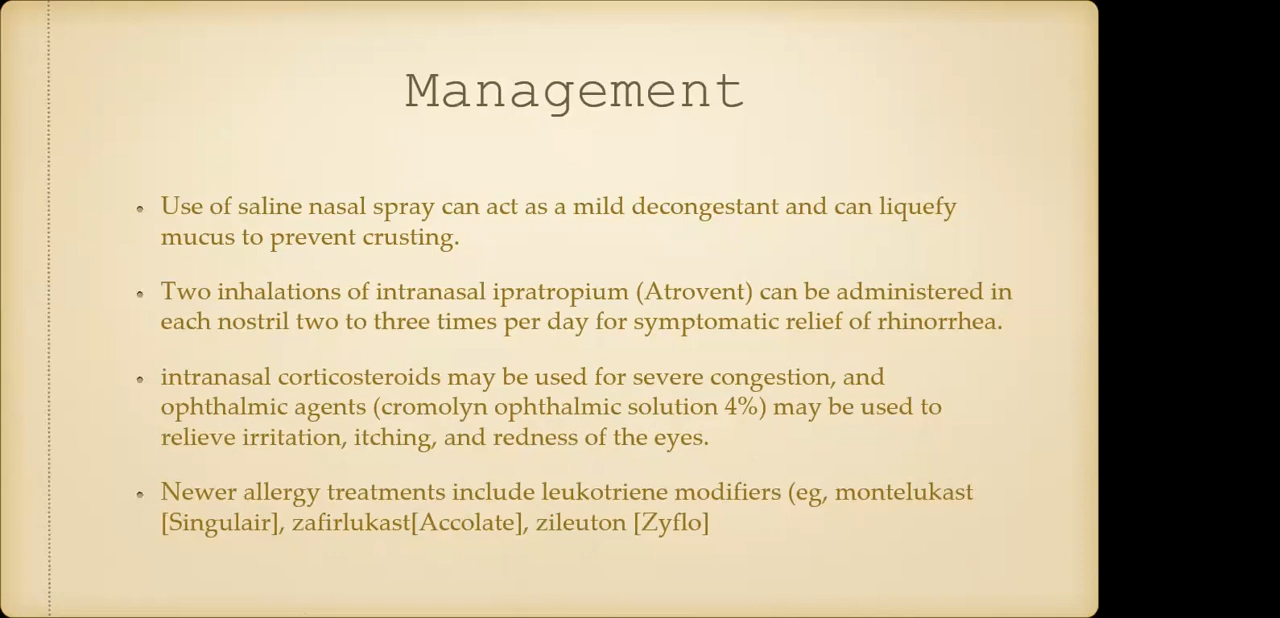 Management
Use of saline nasal spray can act as a mild decongestant and can liquefy
mucus to prevent crusting.
Two inhalations of intranasal ipratropium (Atrovent) can be administered in
each nostril two to three times per day for symptomatic relief of rhinorrhea.
intranasal corticosteroids may be used for severe congestion, and
ophthalmic agents (cromolyn ophthalmic solution 4%) may be used to
relieve irritation, itching, and redness of the eyes.
Newer allergy treatments include leukotriene modifiers (eg, montelukast
[Singulair], zafirlukast[Accolate], zileuton [Zyflo]